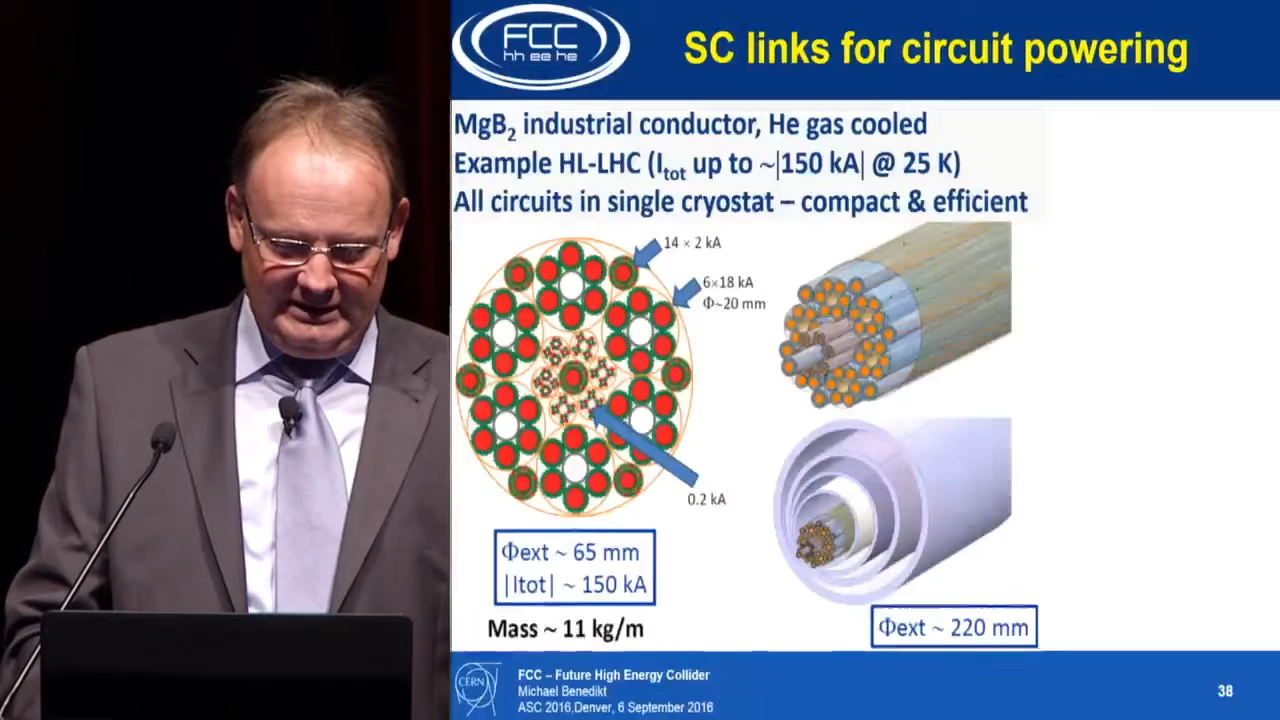 FCC
hh ee he
SC links for circuit powering
MgB2 industrial conductor, He gas cooled
Example HL-LHC (Itot up to ~|150 kA| @ 25 K)
All circuits in single cryostat – compact & efficient
14 × 2 kA
6×18 kA
Φ~20 mm
0.2 kA
Φext ~ 65 mm
|Itot| ~ 150 kA
Mass ~ 11 kg/m
Φext ~ 220 mm
CERN
FCC – Future High Energy Collider
Michael Benedikt
ASC 2016,Denver, 6 September 2016
38